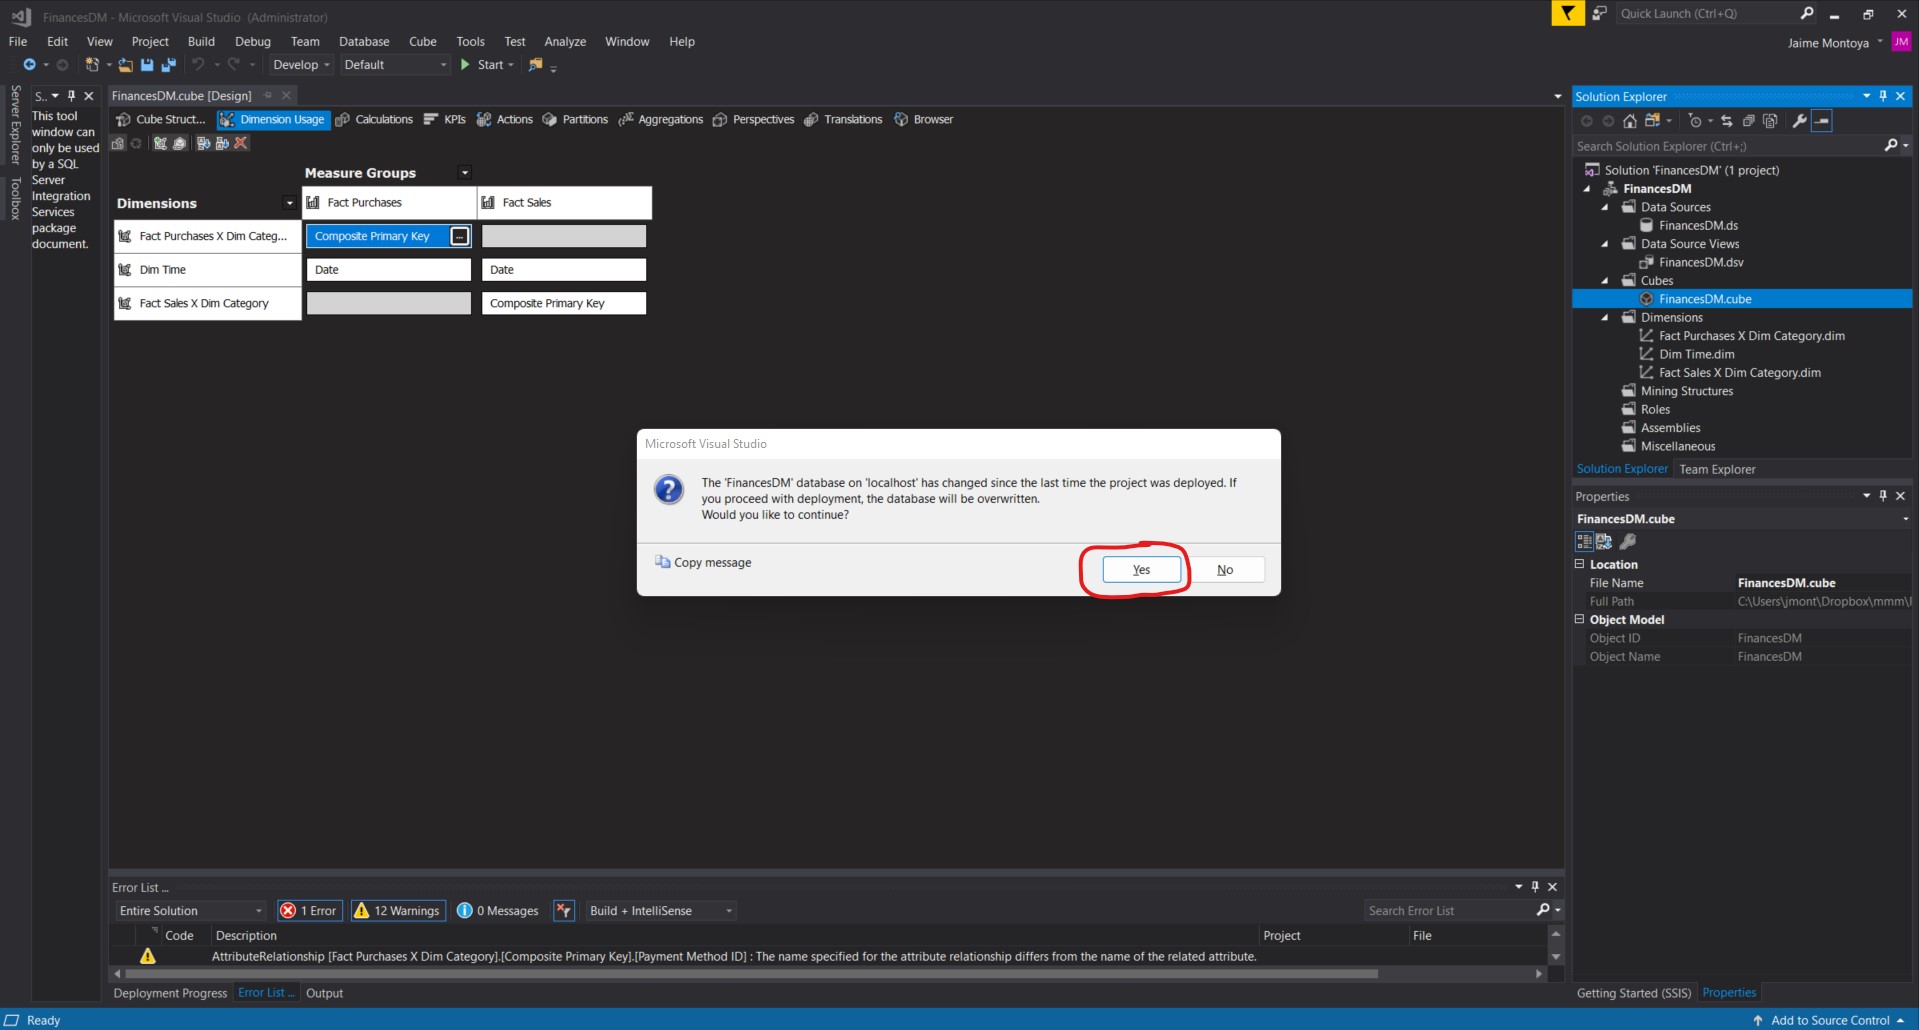 FinancesDM - Microsoft Visual Studio (Administrator)
Quick Launch (Ctrl+Q)
File Edit View Project Build Debug Team Database Cube Tools Test Analyze Window Help
Jaime Montoya JM
Develop Default Start
Server Explorer
Toolbox
S..
This tool
window can
only be used
by a SQL
Server
Integration
Services
package
document.
FinancesDM.cube [Design]
Cube Struct... Dimension Usage Calculations KPIs Actions Partitions Aggregations Perspectives Translations Browser
Measure Groups
Dimensions
Fact Purchases Fact Sales
Fact Purchases X Dim Categ... Composite Primary Key ...
Dim Time Date Date
Fact Sales X Dim Category Composite Primary Key
Microsoft Visual Studio
The 'FinancesDM' database on 'localhost' has changed since the last time the project was deployed. If
you proceed with deployment, the database will be overwritten.
Would you like to continue?
Copy message
Yes No
Solution Explorer
Search Solution Explorer (Ctrl+;)
Solution 'FinancesDM' (1 project)
FinancesDM
Data Sources
FinancesDM.ds
Data Source Views
FinancesDM.dsv
Cubes
FinancesDM.cube
Dimensions
Fact Purchases X Dim Category.dim
Dim Time.dim
Fact Sales X Dim Category.dim
Mining Structures
Roles
Assemblies
Miscellaneous
Solution Explorer Team Explorer
Properties
FinancesDM.cube
Location
File Name FinancesDM.cube
Full Path C:\Users\jmont\Dropbox\mmm\
Object Model
Object ID FinancesDM
Object Name FinancesDM
Error List ...
Entire Solution 1 Error 12 Warnings 0 Messages Build + IntelliSense Search Error List
Code Description Project File
AttributeRelationship [Fact Purchases X Dim Category].[Composite Primary Key].[Payment Method ID] : The name specified for the attribute relationship differs from the name of the related attribute.
Deployment Progress Error List ... Output
Getting Started (SSIS) Properties
Ready
Add to Source Control